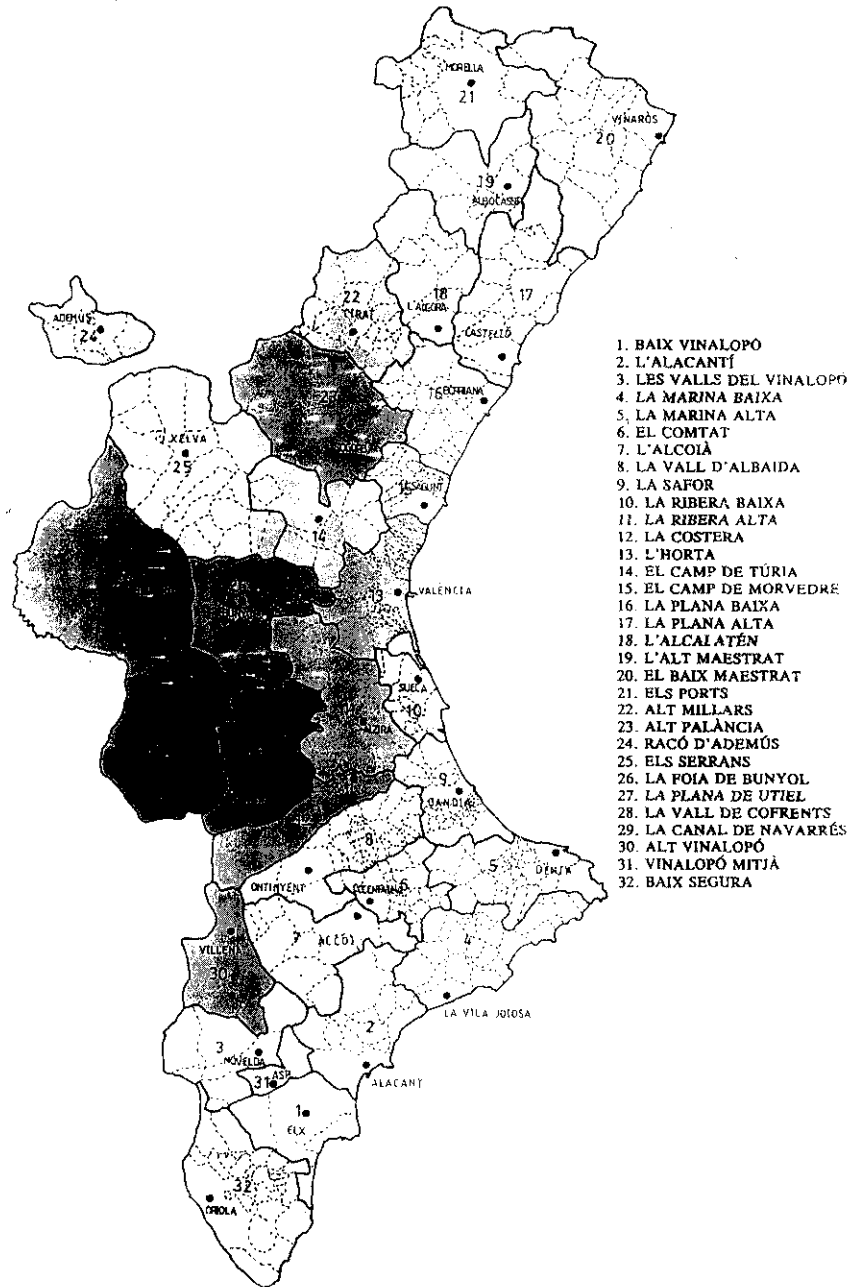 MORELLA
21
VINARÒS
20
19
ALBOCASSER
22
CIRAT
18
L'ALCORA
17
CASTELLÓ
ADEMÚS
24
BORRIANA
16
XELVA
25
SAGUNT
15
14
13
VALÈNCIA
SUECA
10
ALZIRA
9
GANDIA
8
ONTINYENT
COCENTAINA
6
5
DÉNIA
7
ALCOI
4
VILLENA
30
LA VILA JOIOSA
2
3
NOVELDA
31
ASP
ALACANT
1
ELX
32
ORIOLA
1. BAIX VINALOPÓ
2. L'ALACANTÍ
3. LES VALLS DEL VINALOPÓ
4. LA MARINA BAIXA
5. LA MARINA ALTA
6. EL COMTAT
7. L'ALCOIÀ
8. LA VALL D'ALBAIDA
9. LA SAFOR
10. LA RIBERA BAIXA
11. LA RIBERA ALTA
12. LA COSTERA
13. L'HORTA
14. EL CAMP DE TÚRIA
15. EL CAMP DE MORVEDRE
16. LA PLANA BAIXA
17. LA PLANA ALTA
18. L'ALCALATÉN
19. L'ALT MAESTRAT
20. EL BAIX MAESTRAT
21. ELS PORTS
22. ALT MILLARS
23. ALT PALÀNCIA
24. RACÓ D'ADEMÚS
25. ELS SERRANS
26. LA FOIA DE BUNYOL
27. LA PLANA DE UTIEL
28. LA VALL DE COFRENTS
29. LA CANAL DE NAVARRÉS
30. ALT VINALOPÓ
31. VINALOPÓ MITJÀ
32. BAIX SEGURA